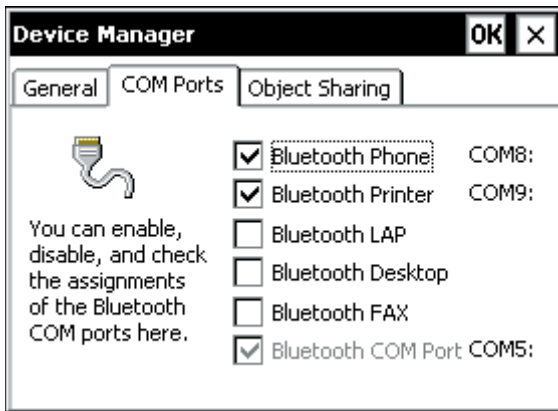 Device Manager OK ×
General COM Ports Object Sharing
You can enable,
disable, and check
the assignments
of the Bluetooth
COM ports here.
Bluetooth Phone COM8:
Bluetooth Printer COM9:
Bluetooth LAP
Bluetooth Desktop
Bluetooth FAX
Bluetooth COM Port COM5: